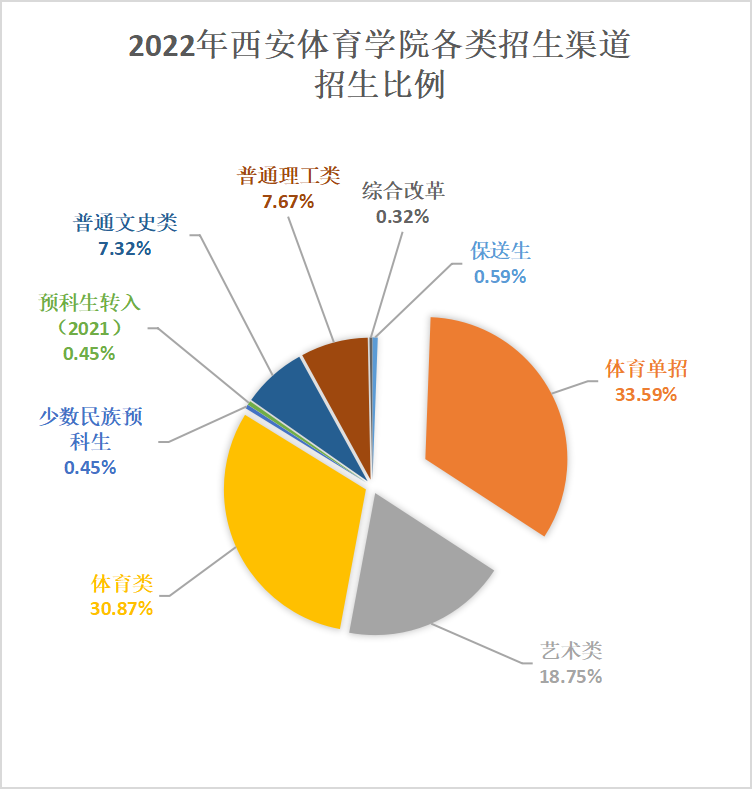 2022年西安体育学院各类招生渠道
招生比例
普通理工类
7.67%
综合改革
0.32%
普通文史类
7.32%
保送生
0.59%
预科生转入
（2021）
0.45%
体育单招
33.59%
少数民族预
科生
0.45%
体育类
30.87%
艺术类
18.75%